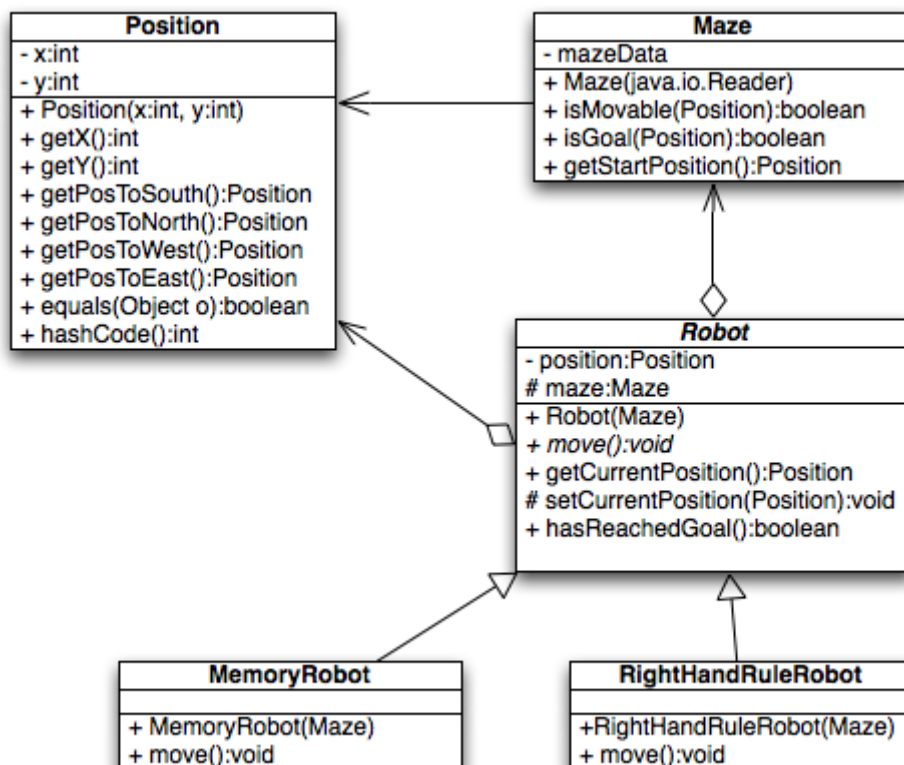 Position
- x:int
- y:int
+ Position(x:int, y:int)
+ getX():int
+ getY():int
+ getPosToSouth():Position
+ getPosToNorth():Position
+ getPosToWest():Position
+ getPosToEast():Position
+ equals(Object o):boolean
+ hashCode():int
Maze
- mazeData
+ Maze(java.io.Reader)
+ isMovable(Position):boolean
+ isGoal(Position):boolean
+ getStartPosition():Position
Robot
- position:Position
# maze:Maze
+ Robot(Maze)
+ move():void
+ getCurrentPosition():Position
# setCurrentPosition(Position):void
+ hasReachedGoal():boolean
MemoryRobot
+ MemoryRobot(Maze)
+ move():void
RightHandRuleRobot
+RightHandRuleRobot(Maze)
+ move():void